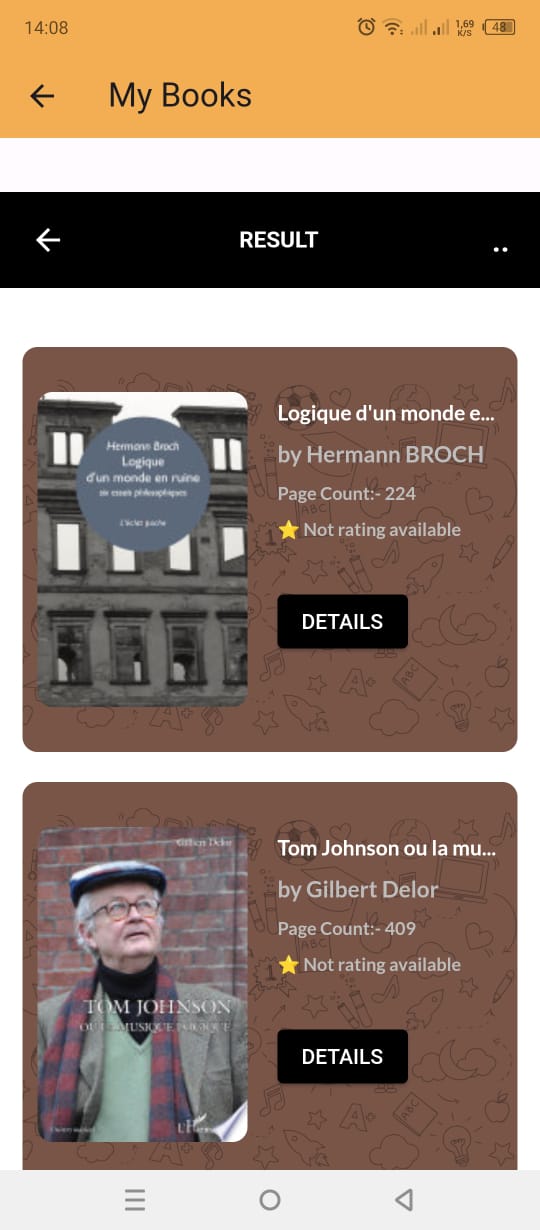 14:08
1,69
K/S
48
My Books
RESULT
..
Hermann Broch
Logique
d'un monde en ruine
six essais philosophiques
L'éclat poche
Logique d'un monde e...
by Hermann BROCH
Page Count:- 224
⭐ Not rating available
DETAILS
Gilbert Delor
TOM JOHNSON
OU LA MUSIQUE LOGIQUE
Tom Johnson ou la mu...
by Gilbert Delor
Page Count:- 409
⭐ Not rating available
DETAILS